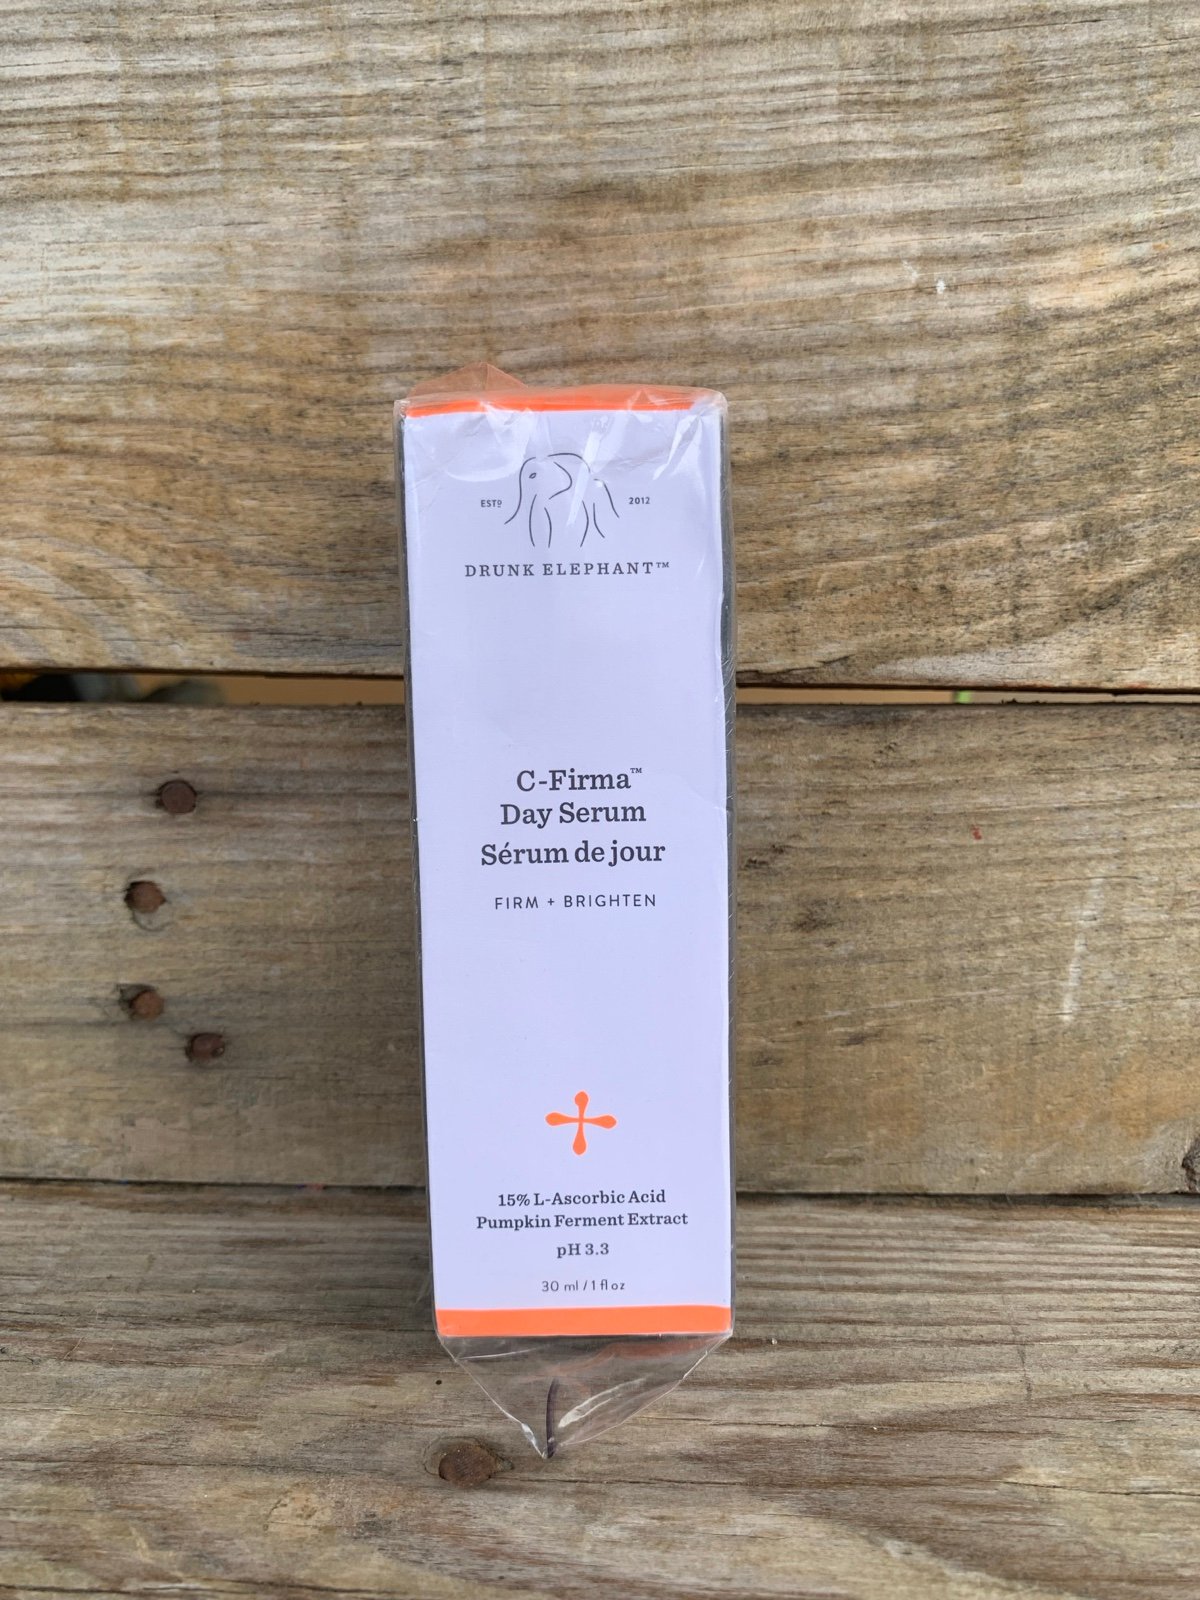 ESTD 2012
DRUNK ELEPHANT™
C-Firma™
Day Serum
Sérum de jour
FIRM + BRIGHTEN
15% L-Ascorbic Acid
Pumpkin Ferment Extract
pH 3.3
30 ml / 1 fl oz